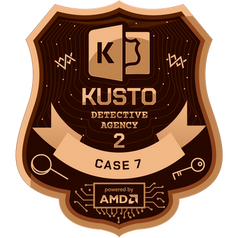 K
KUSTO
DETECTIVE
AGENCY
2
CASE 7
powered by
AMD